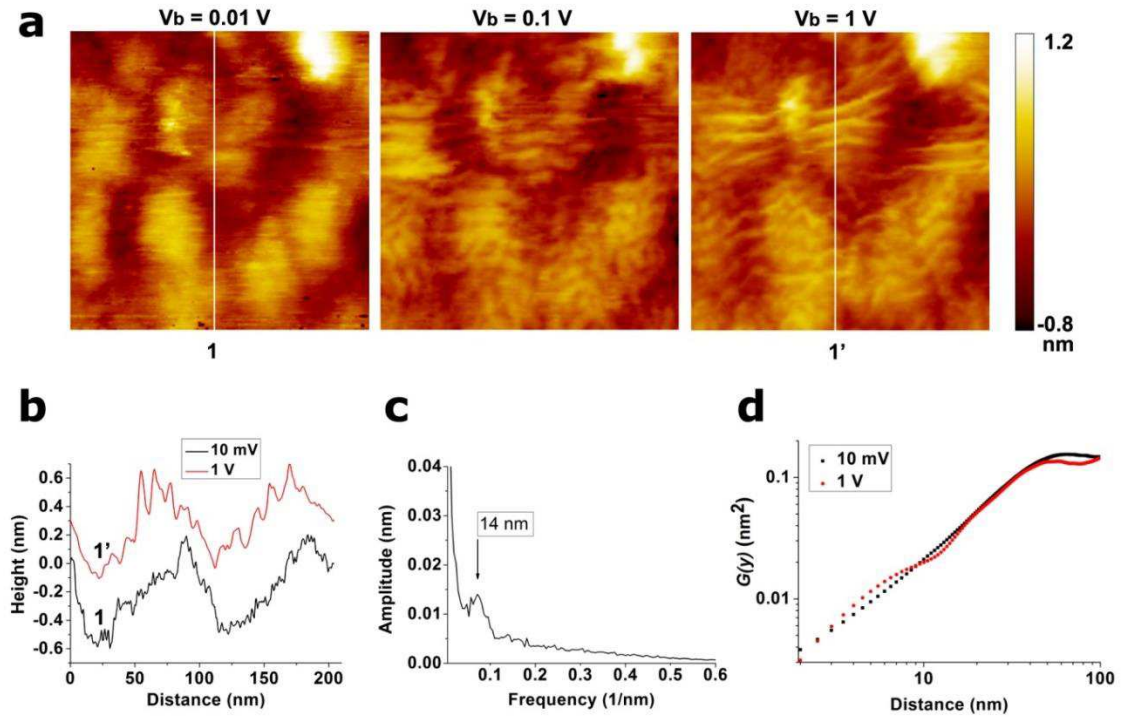 a
Vb = 0.01 V
Vb = 0.1 V
Vb = 1 V
1.2
-0.8
nm
1
1’
b
10 mV
1 V
Height (nm)
0.6
0.4
0.2
0.0
-0.2
-0.4
-0.6
1’
1
0 50 100 150 200
Distance (nm)
c
Amplitude (nm)
0.04
0.03
0.02
0.01
0.00
14 nm
0.1 0.2 0.3 0.4 0.5 0.6
Frequency (1/nm)
d
10 mV
1 V
G(y) (nm²)
0.1
0.01
10 100
Distance (nm)